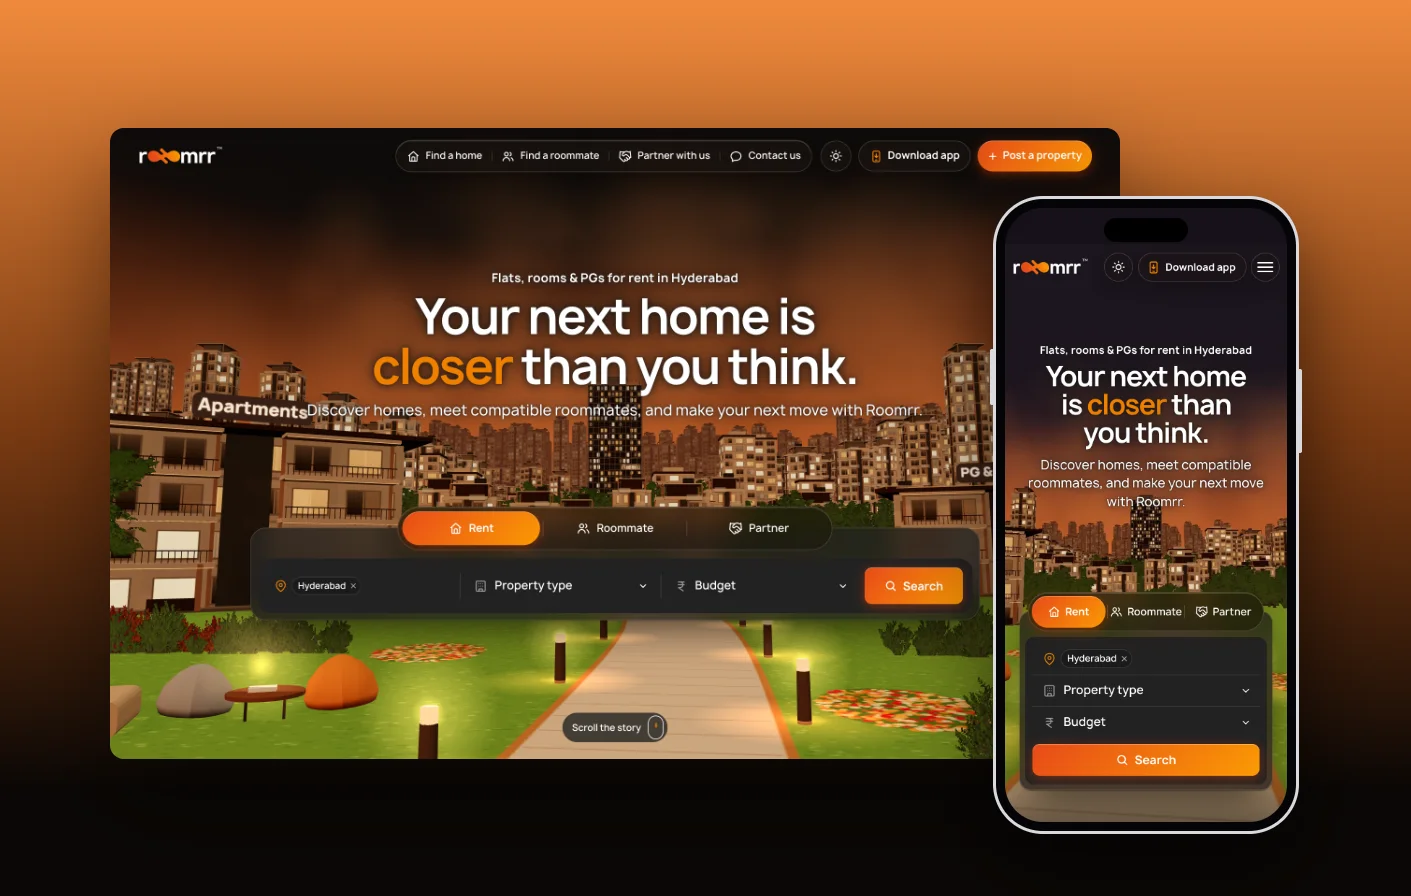 roomrr™
Find a home
Find a roommate
Partner with us
Contact us
Download app
+ Post a property
Flats, rooms & PGs for rent in Hyderabad
Your next home is
closer than you think.
Discover homes, meet compatible roommates, and make your next move with Roomrr.
Apartments
PG &
Rent
Roommate
Partner
Hyderabad ×
Property type
₹ Budget
Search
Scroll the story
roomrr™
Download app
Flats, rooms & PGs for rent in Hyderabad
Your next home
is closer than
you think.
Discover homes, meet compatible
roommates, and make your next move
with Roomrr.
Rent
Roommate
Partner
Hyderabad ×
Property type
₹ Budget
Search